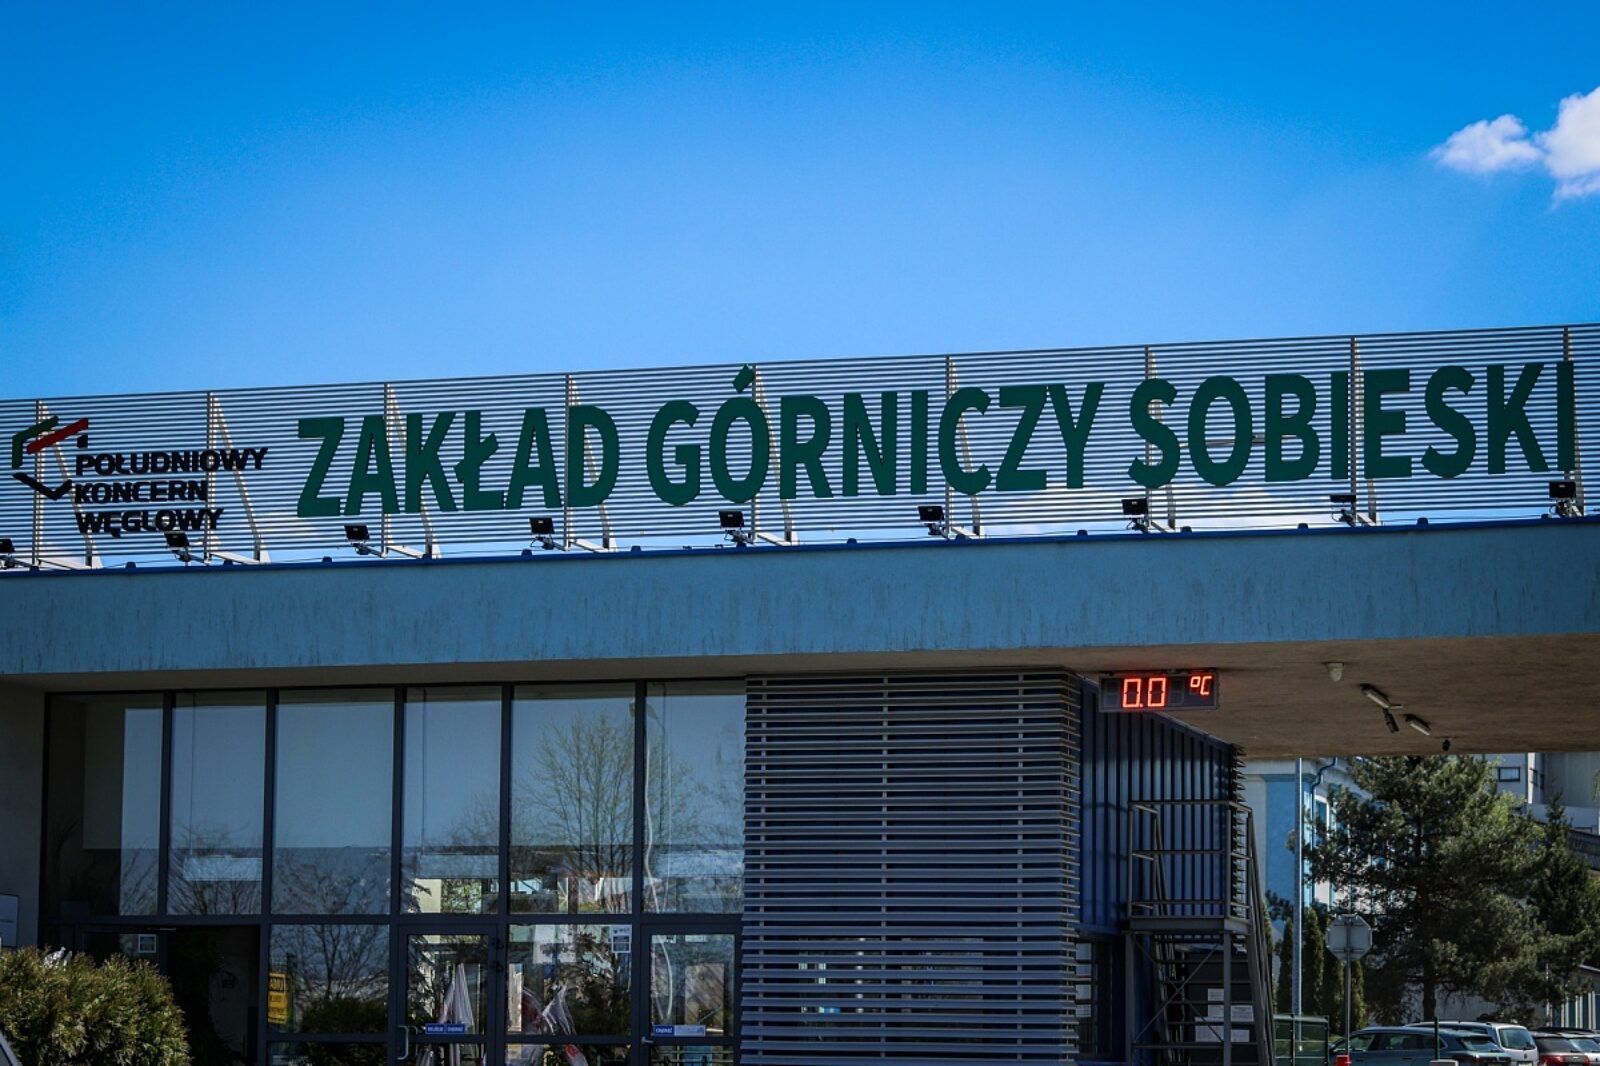 POŁUDNIOWY
KONCERN
WĘGLOWY
ZAKŁAD GÓRNICZY SOBIESKI
0.0 °C